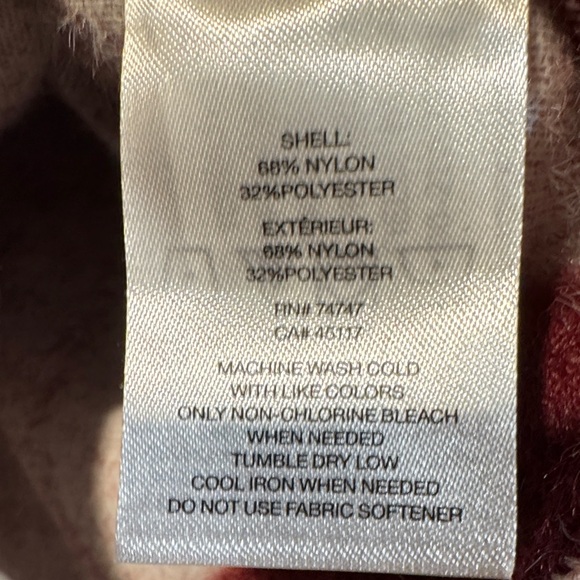 SHELL:
68% NYLON
32%POLYESTER
EXTÉRIEUR:
68% NYLON
32%POLYESTER
RN# 74747
CA# 45117
MACHINE WASH COLD
WITH LIKE COLORS
ONLY NON-CHLORINE BLEACH
WHEN NEEDED
TUMBLE DRY LOW
COOL IRON WHEN NEEDED
DO NOT USE FABRIC SOFTENER